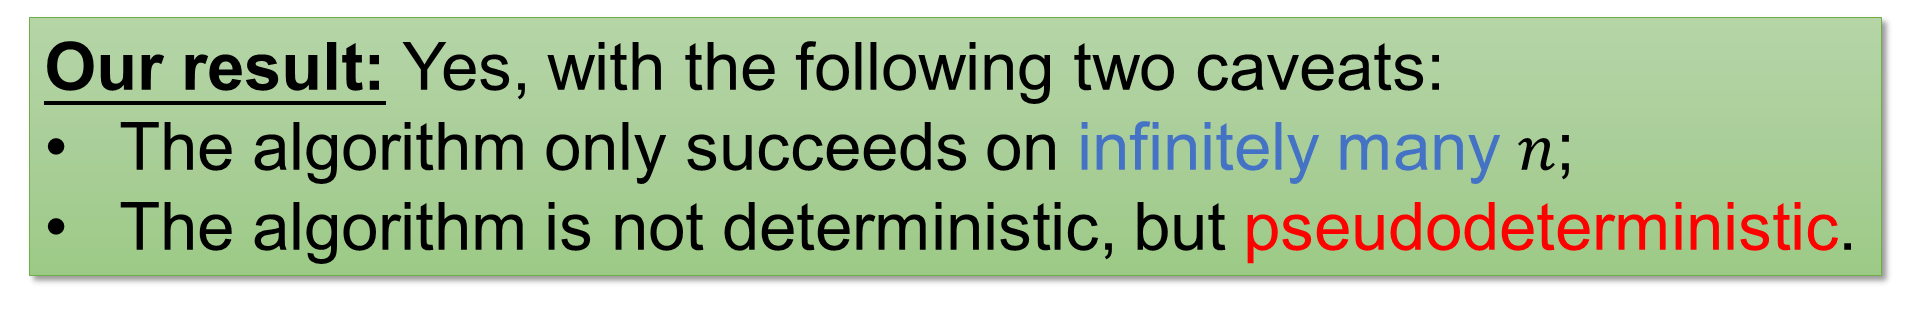 Our result: Yes, with the following two caveats:
• The algorithm only succeeds on infinitely many 𝑛;
• The algorithm is not deterministic, but pseudodeterministic.